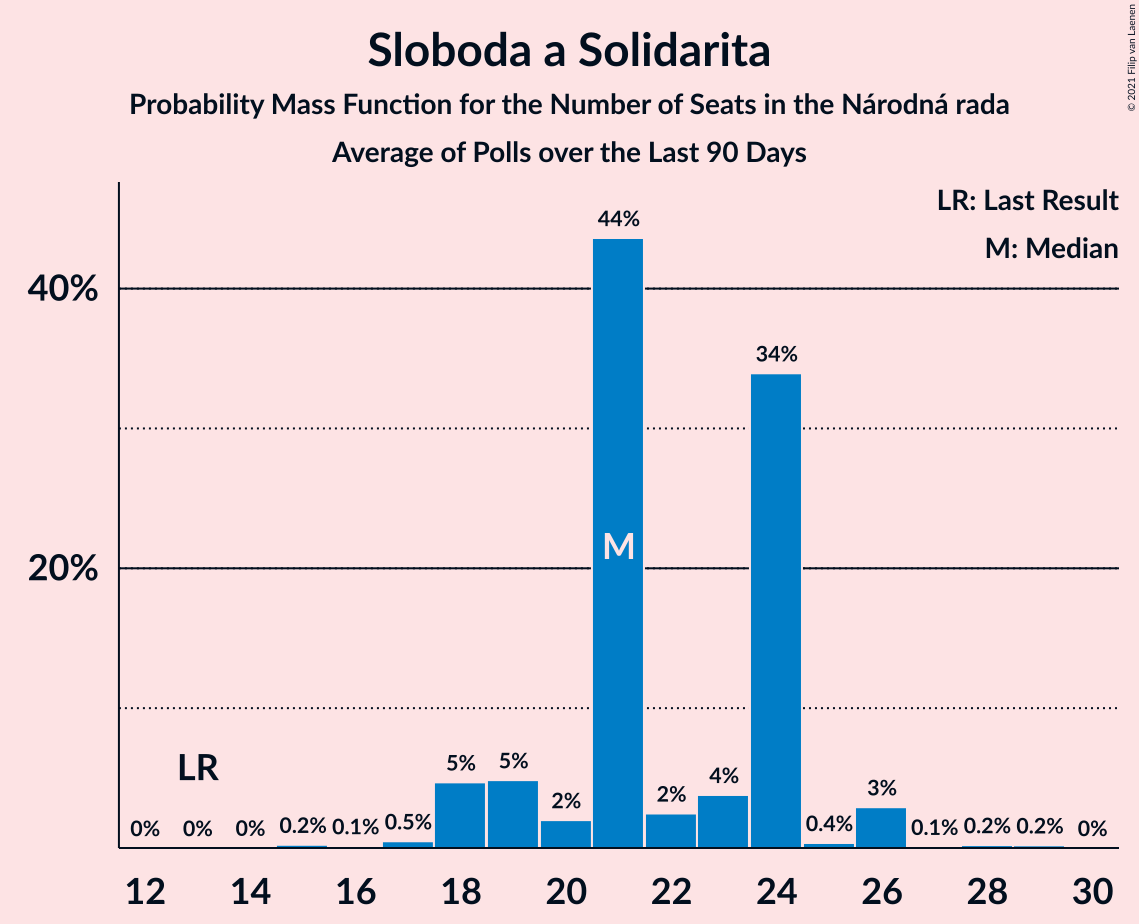 © 2021 Filip van Laenen
Sloboda a Solidarita
Probability Mass Function for the Number of Seats in the Národná rada
Average of Polls over the Last 90 Days
LR: Last Result
M: Median
40%
20%
0%
0%
0%
0.2%
0.1%
0.5%
5%
5%
2%
44%
2%
4%
34%
0.4%
3%
0.1%
0.2%
0.2%
0%
LR
M
12 14 16 18 20 22 24 26 28 30